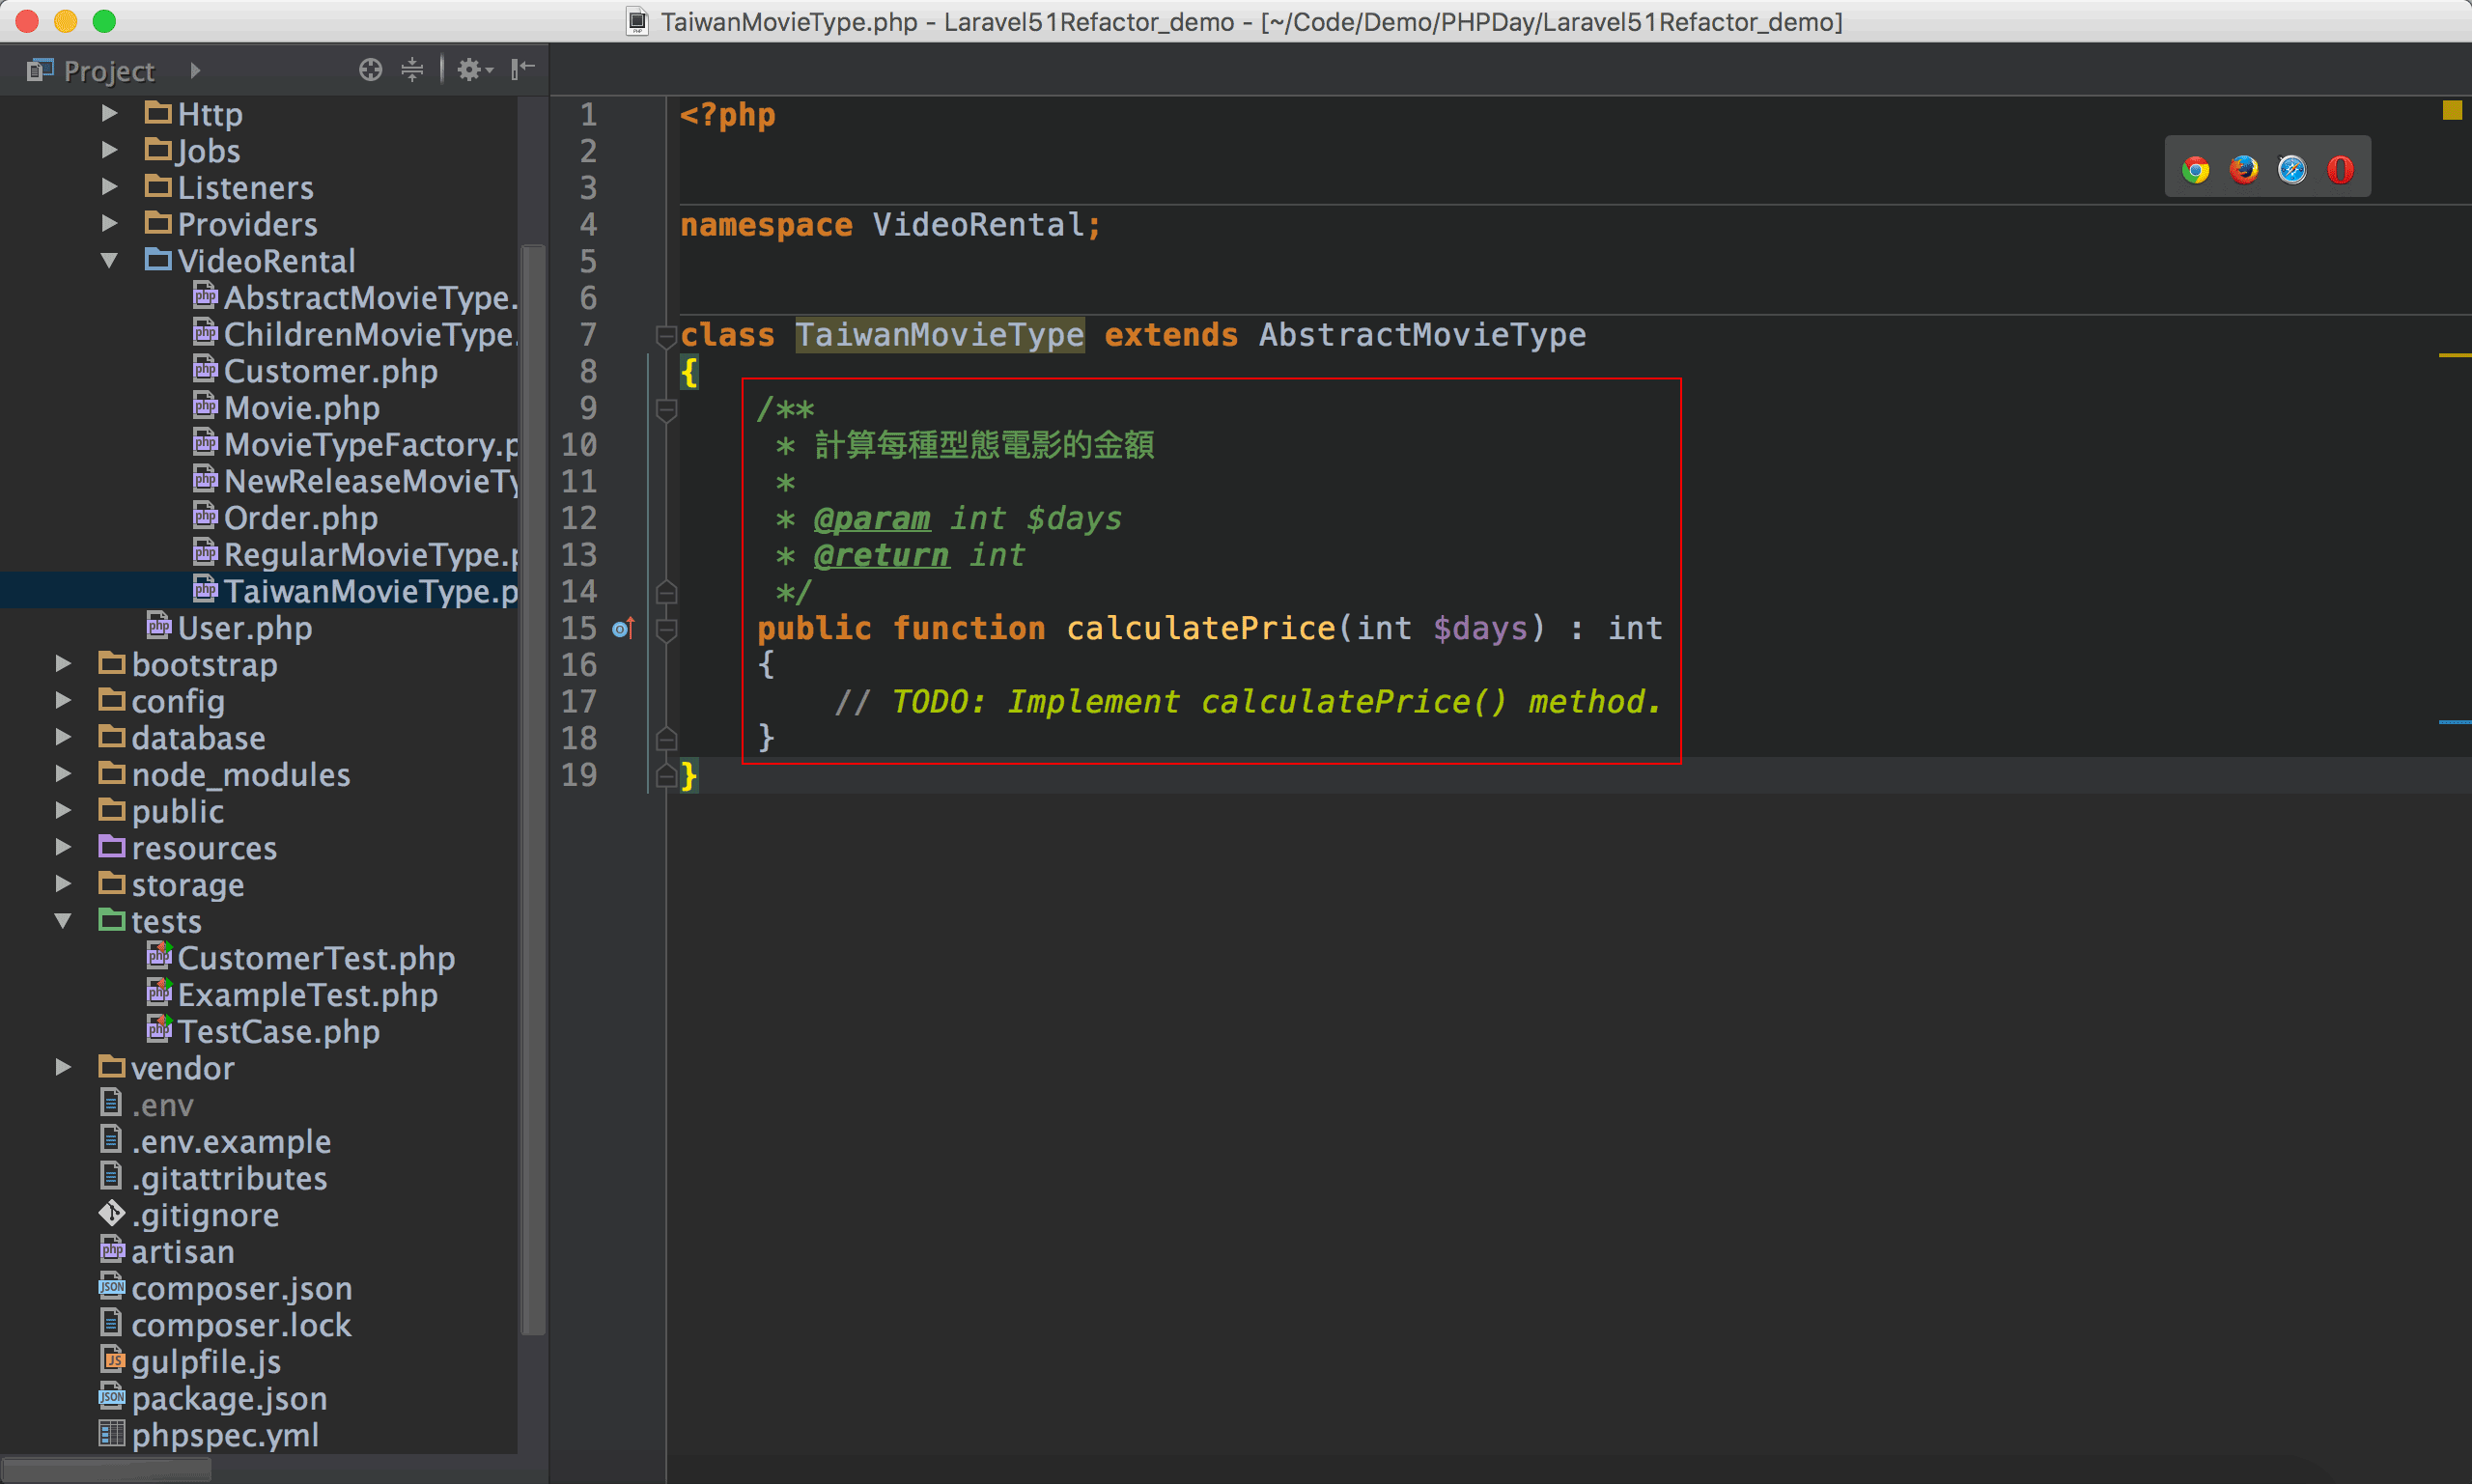 TaiwanMovieType.php - Laravel51Refactor_demo - [~/Code/Demo/PHPDay/Laravel51Refactor_demo]
Project
Http
Jobs
Listeners
Providers
VideoRental
AbstractMovieType.
ChildrenMovieType.
Customer.php
Movie.php
MovieTypeFactory.p
NewReleaseMovieTy
Order.php
RegularMovieType.p
TaiwanMovieType.p
User.php
bootstrap
config
database
node_modules
public
resources
storage
tests
CustomerTest.php
ExampleTest.php
TestCase.php
vendor
.env
.env.example
.gitattributes
.gitignore
artisan
composer.json
composer.lock
gulpfile.js
package.json
phpspec.yml
1 <?php
2
3
4 namespace VideoRental;
5
6
7 class TaiwanMovieType extends AbstractMovieType
8 {
9 /**
10 * 計算每種型態電影的金額
11 *
12 * @param int $days
13 * @return int
14 */
15 public function calculatePrice(int $days) : int
16 {
17 // TODO: Implement calculatePrice() method.
18 }
19 }